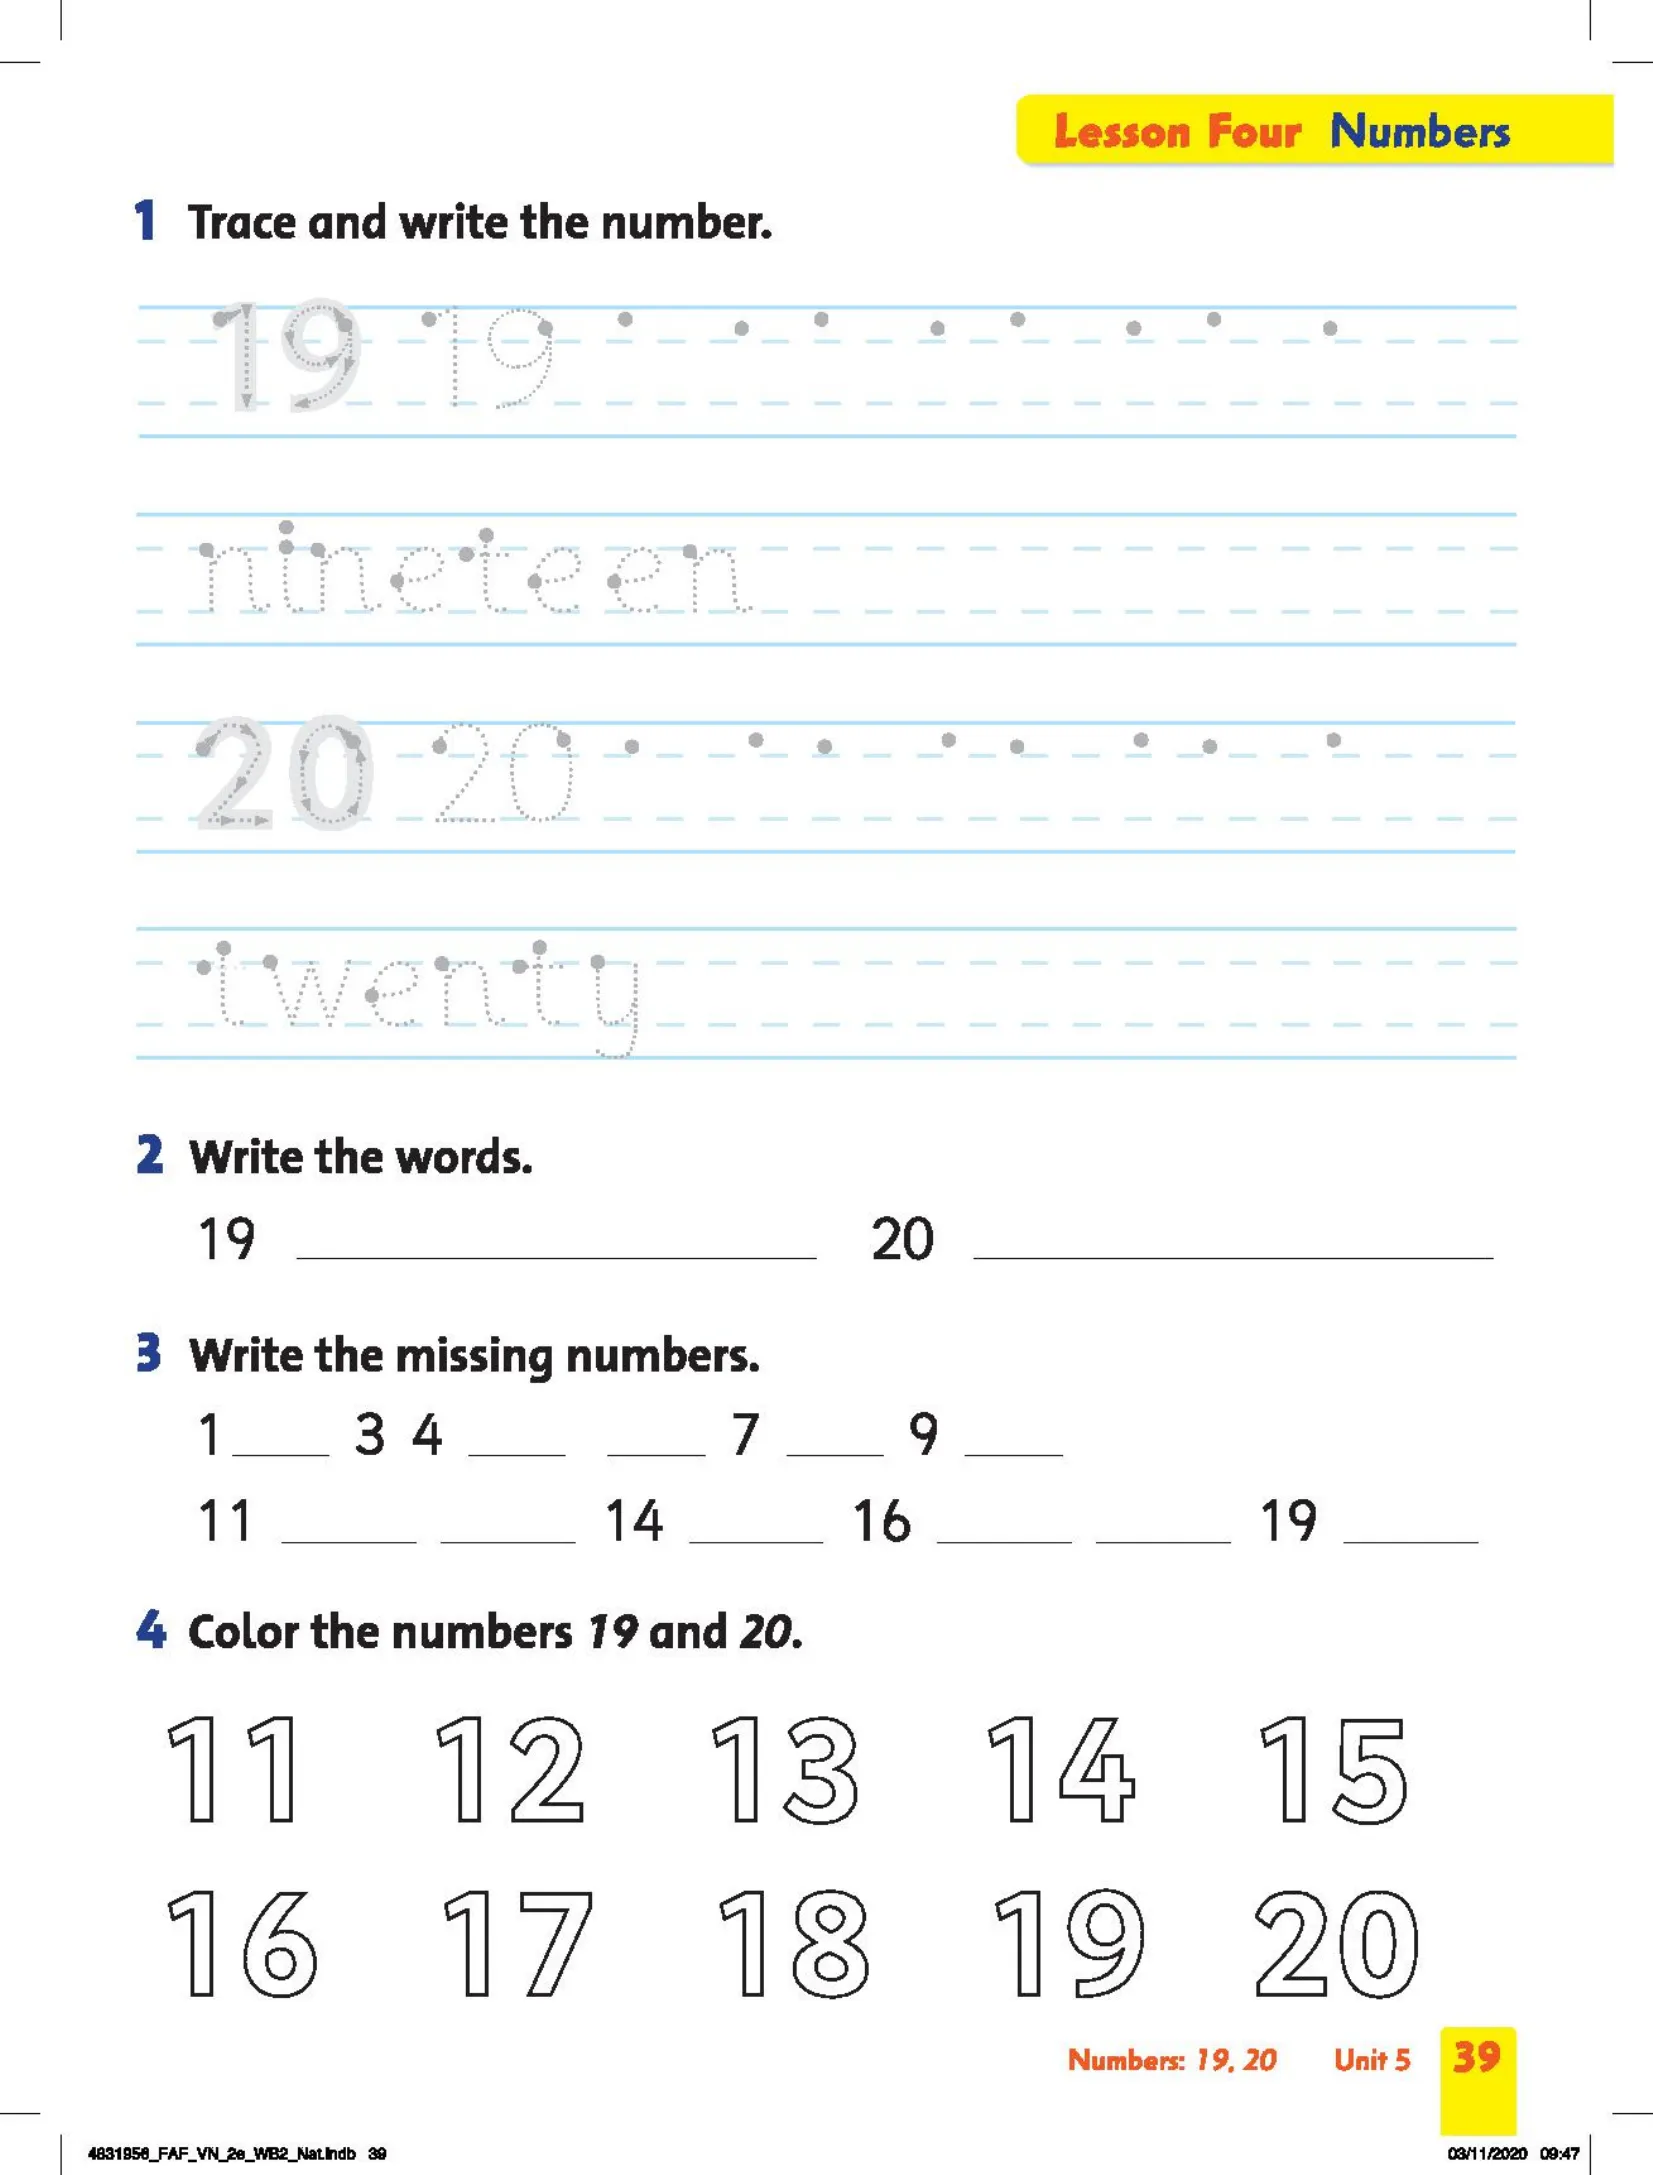 Lesson Four Numbers
1 Trace and write the number.
19 19
nineteen
20 20
twenty
2 Write the words.
19 ________ 20 ________
3 Write the missing numbers.
1 ____ 3 4 ____ ____ 7 ____ 9 ____
11 ____ ____ 14 ____ 16 ____ ____ 19 ____
4 Color the numbers 19 and 20.
11 12 13 14 15
16 17 18 19 20
Numbers: 19, 20 Unit 5 39
4831956_FAF_VN_2e_WB2_Nat.indb 39 03/11/2020 09:47